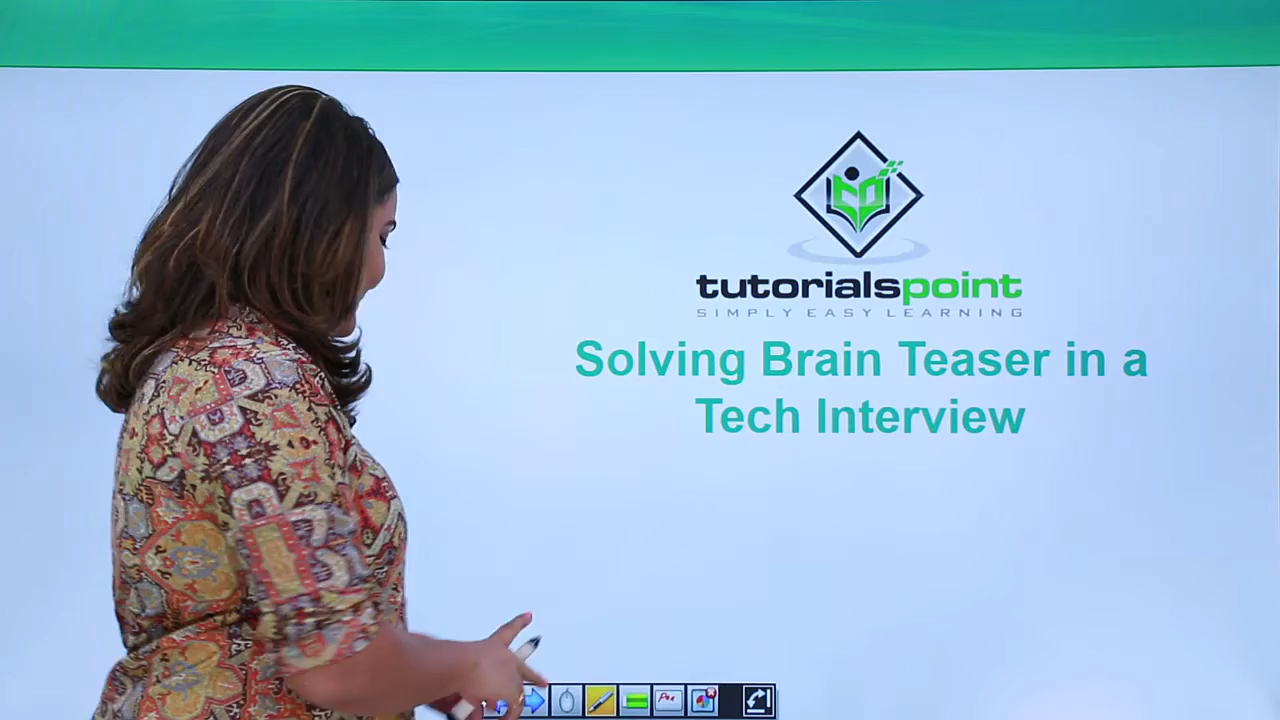 tutorialspoint
SIMPLY EASY LEARNING
Solving Brain Teaser in a
Tech Interview